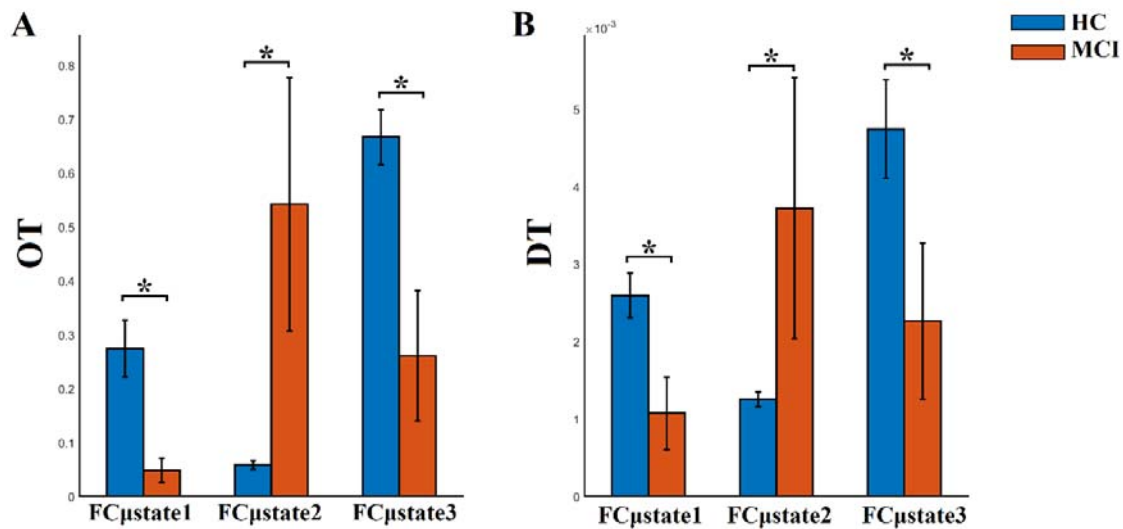 A
B
×10⁻³
HC
MCI
OT
0.8
0.7
0.6
0.5
0.4
0.3
0.2
0.1
0
*
*
*
FCμstate1 FCμstate2 FCμstate3
DT
5
4
3
2
1
0
*
*
*
FCμstate1 FCμstate2 FCμstate3